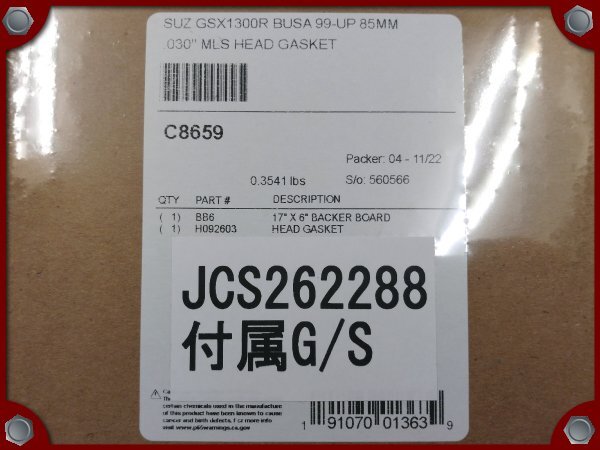 SUZ GSX1300R BUSA 99-UP 85MM
.030" MLS HEAD GASKET
C8659
Packer: 04 - 11/22
0.3541 lbs S/o: 560566
QTY PART # DESCRIPTION
( 1) BB6 17" X 6" BACKER BOARD
( 1) H092603 HEAD GASKET
JCS262288
付属G/S
certain chemicals used in the manufacture
of this product have been known to cause
cancer and birth defects. For more info
visit www.p65warnings.ca.gov
1 91070 01363 9